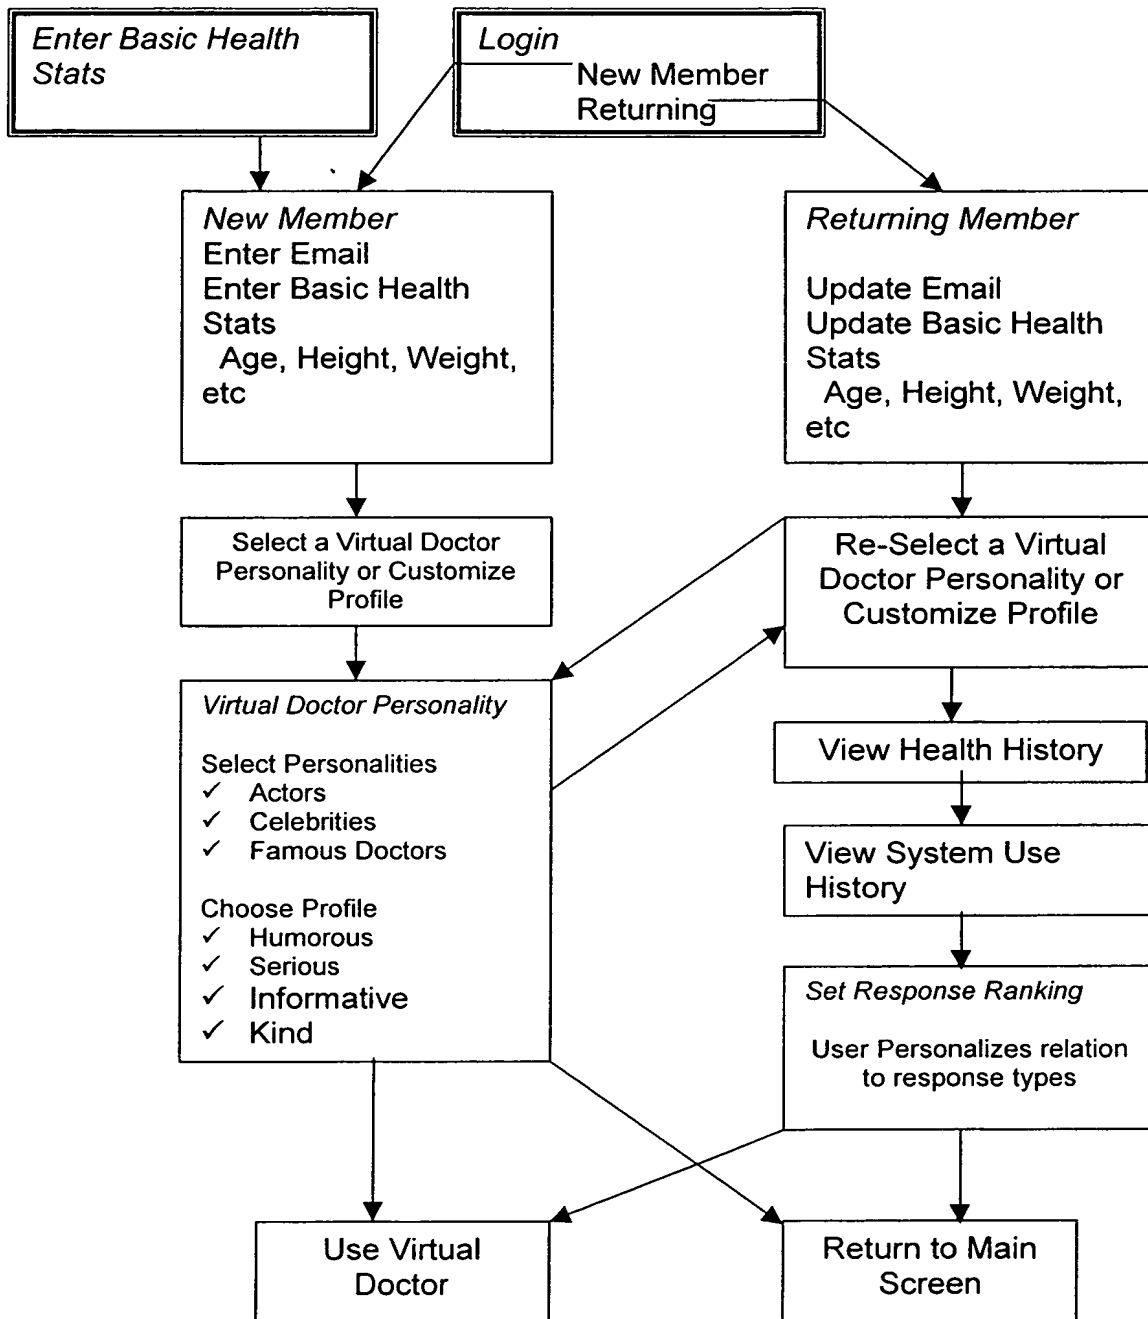 Enter Basic Health
Stats
Login
New Member
Returning
New Member
Enter Email
Enter Basic Health
Stats
Age, Height, Weight,
etc
Returning Member
Update Email
Update Basic Health
Stats
Age, Height, Weight,
etc
Select a Virtual Doctor
Personality or Customize
Profile
Re-Select a Virtual
Doctor Personality or
Customize Profile
Virtual Doctor Personality
Select Personalities
✓ Actors
✓ Celebrities
✓ Famous Doctors
Choose Profile
✓ Humorous
✓ Serious
✓ Informative
✓ Kind
View Health History
View System Use
History
Set Response Ranking
User Personalizes relation
to response types
Use Virtual
Doctor
Return to Main
Screen